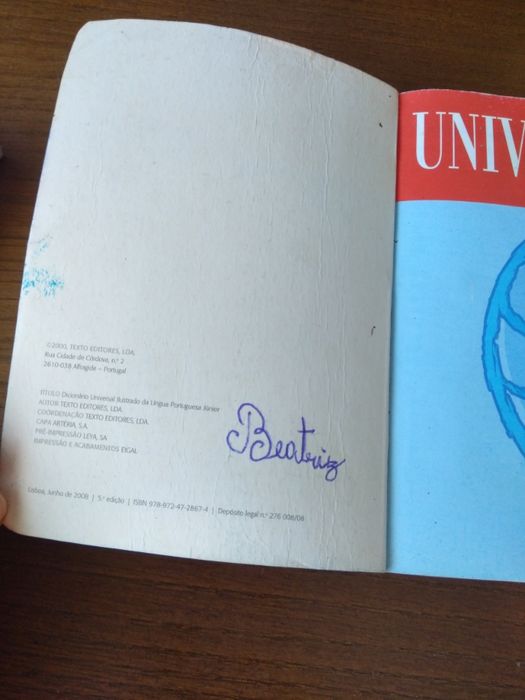 ©2000, TEXTO EDITORES, LDA.
Rua Cidade de Córdova, n.º 2
2610-038 Alfragide – Portugal
TÍTULO Dicionário Universal Ilustrado da Língua Portuguesa Júnior
AUTOR TEXTO EDITORES, LDA.
COORDENAÇÃO TEXTO EDITORES, LDA.
CAPA ARTÉRIA, S.A.
PRÉ-IMPRESSÃO LEYA, SA
IMPRESSÃO E ACABAMENTOS EIGAL
Beatriz
Lisboa, Junho de 2008 | 5.ª edição | ISBN 978-972-47-2867-4 | Depósito legal n.º 276 008/08
UNIV